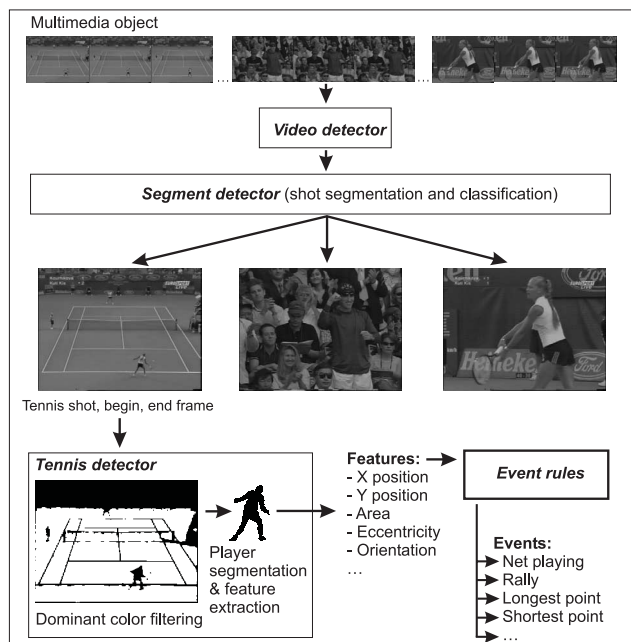 Multimedia object
... ...
Video detector
Segment detector (shot segmentation and classification)
Heineken
Ford
Tennis shot, begin, end frame
Tennis detector
Dominant color filtering
Player
segmentation
& feature
extraction
Features:
- X position
- Y position
- Area
- Eccentricity
- Orientation
...
Event rules
Events:
Net playing
Rally
Longest point
Shortest point
...